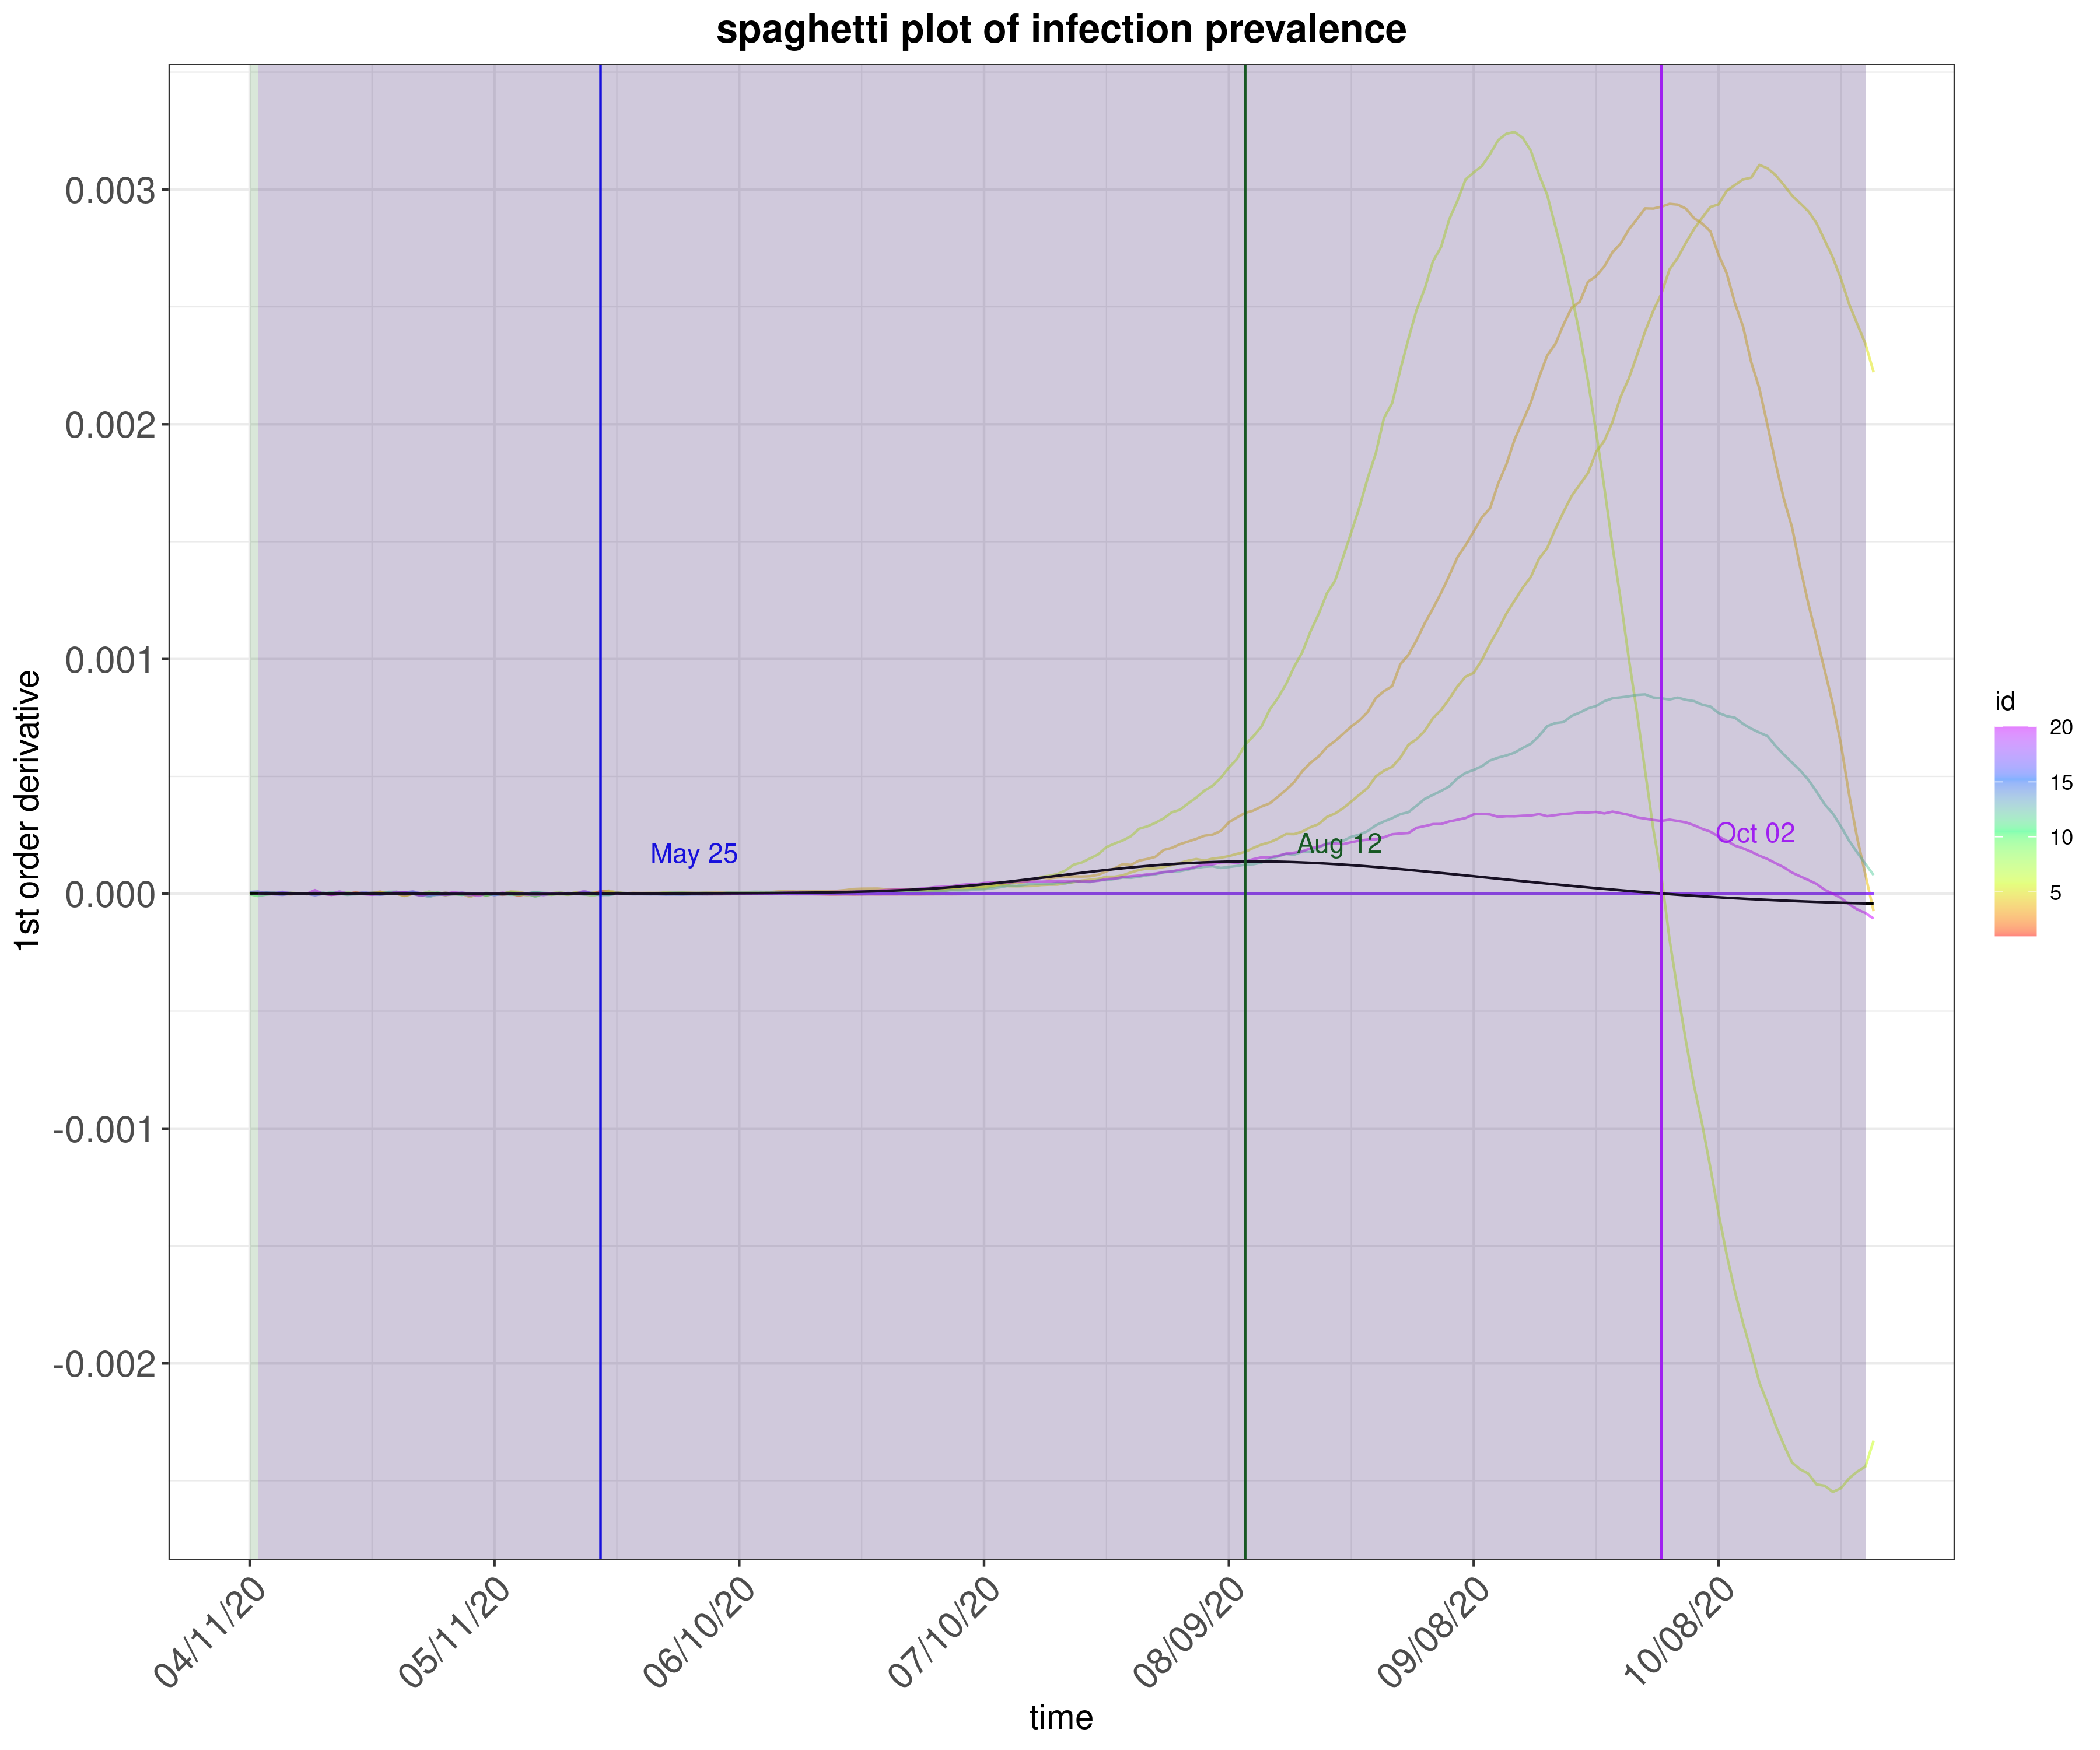 spaghetti plot of infection prevalence
1st order derivative
0.003
0.002
0.001
0.000
-0.001
-0.002
May 25
Aug 12
Oct 02
04/11/20
05/11/20
06/10/20
07/10/20
08/09/20
09/08/20
10/08/20
time
id
20
15
10
5